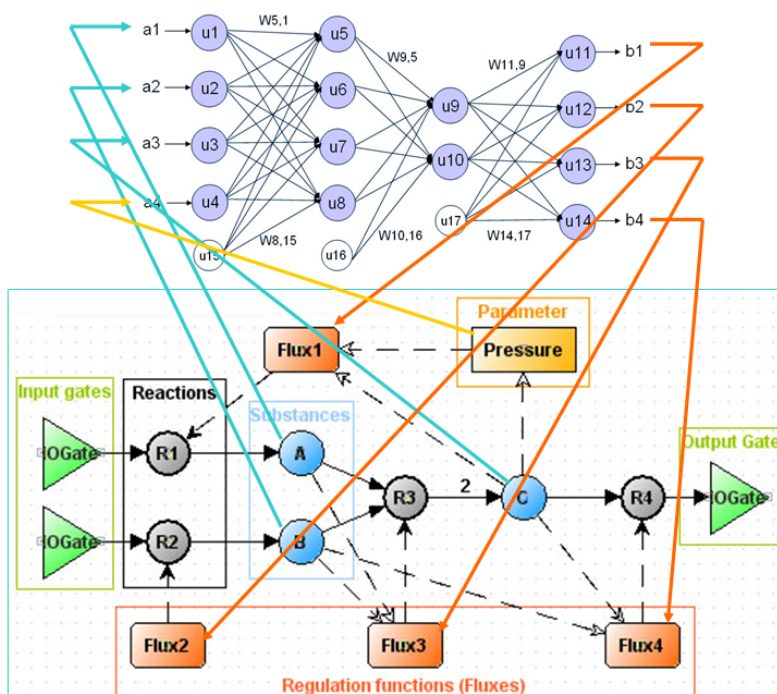 a1
u1
W5,1
u5
W9,5
W11,9
u11
b1
a2
u2
u6
u9
u12
b2
a3
u3
u7
u10
u13
b3
a4
u4
u8
u17
u14
b4
u15
W8,15
u16
W10,16
W14,17
Parameter
Flux1
Pressure
Input gates
Reactions
Substances
Output Gate
IOGate
R1
A
R3
2
C
R4
IOGate
IOGate
R2
B
Flux2
Flux3
Flux4
Regulation functions (Fluxes)